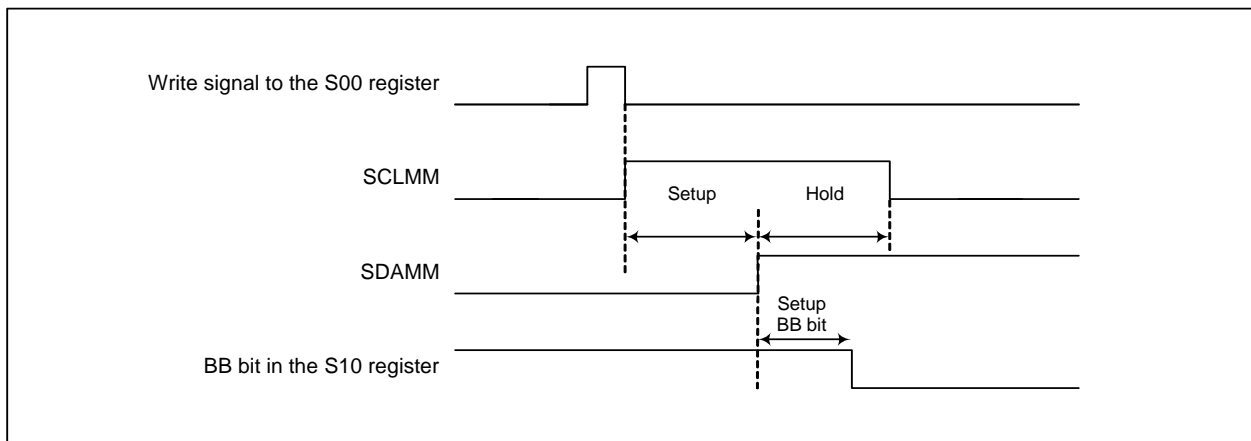 Write signal to the S00 register
SCLMM
Setup
Hold
SDAMM
Setup
BB bit
BB bit in the S10 register